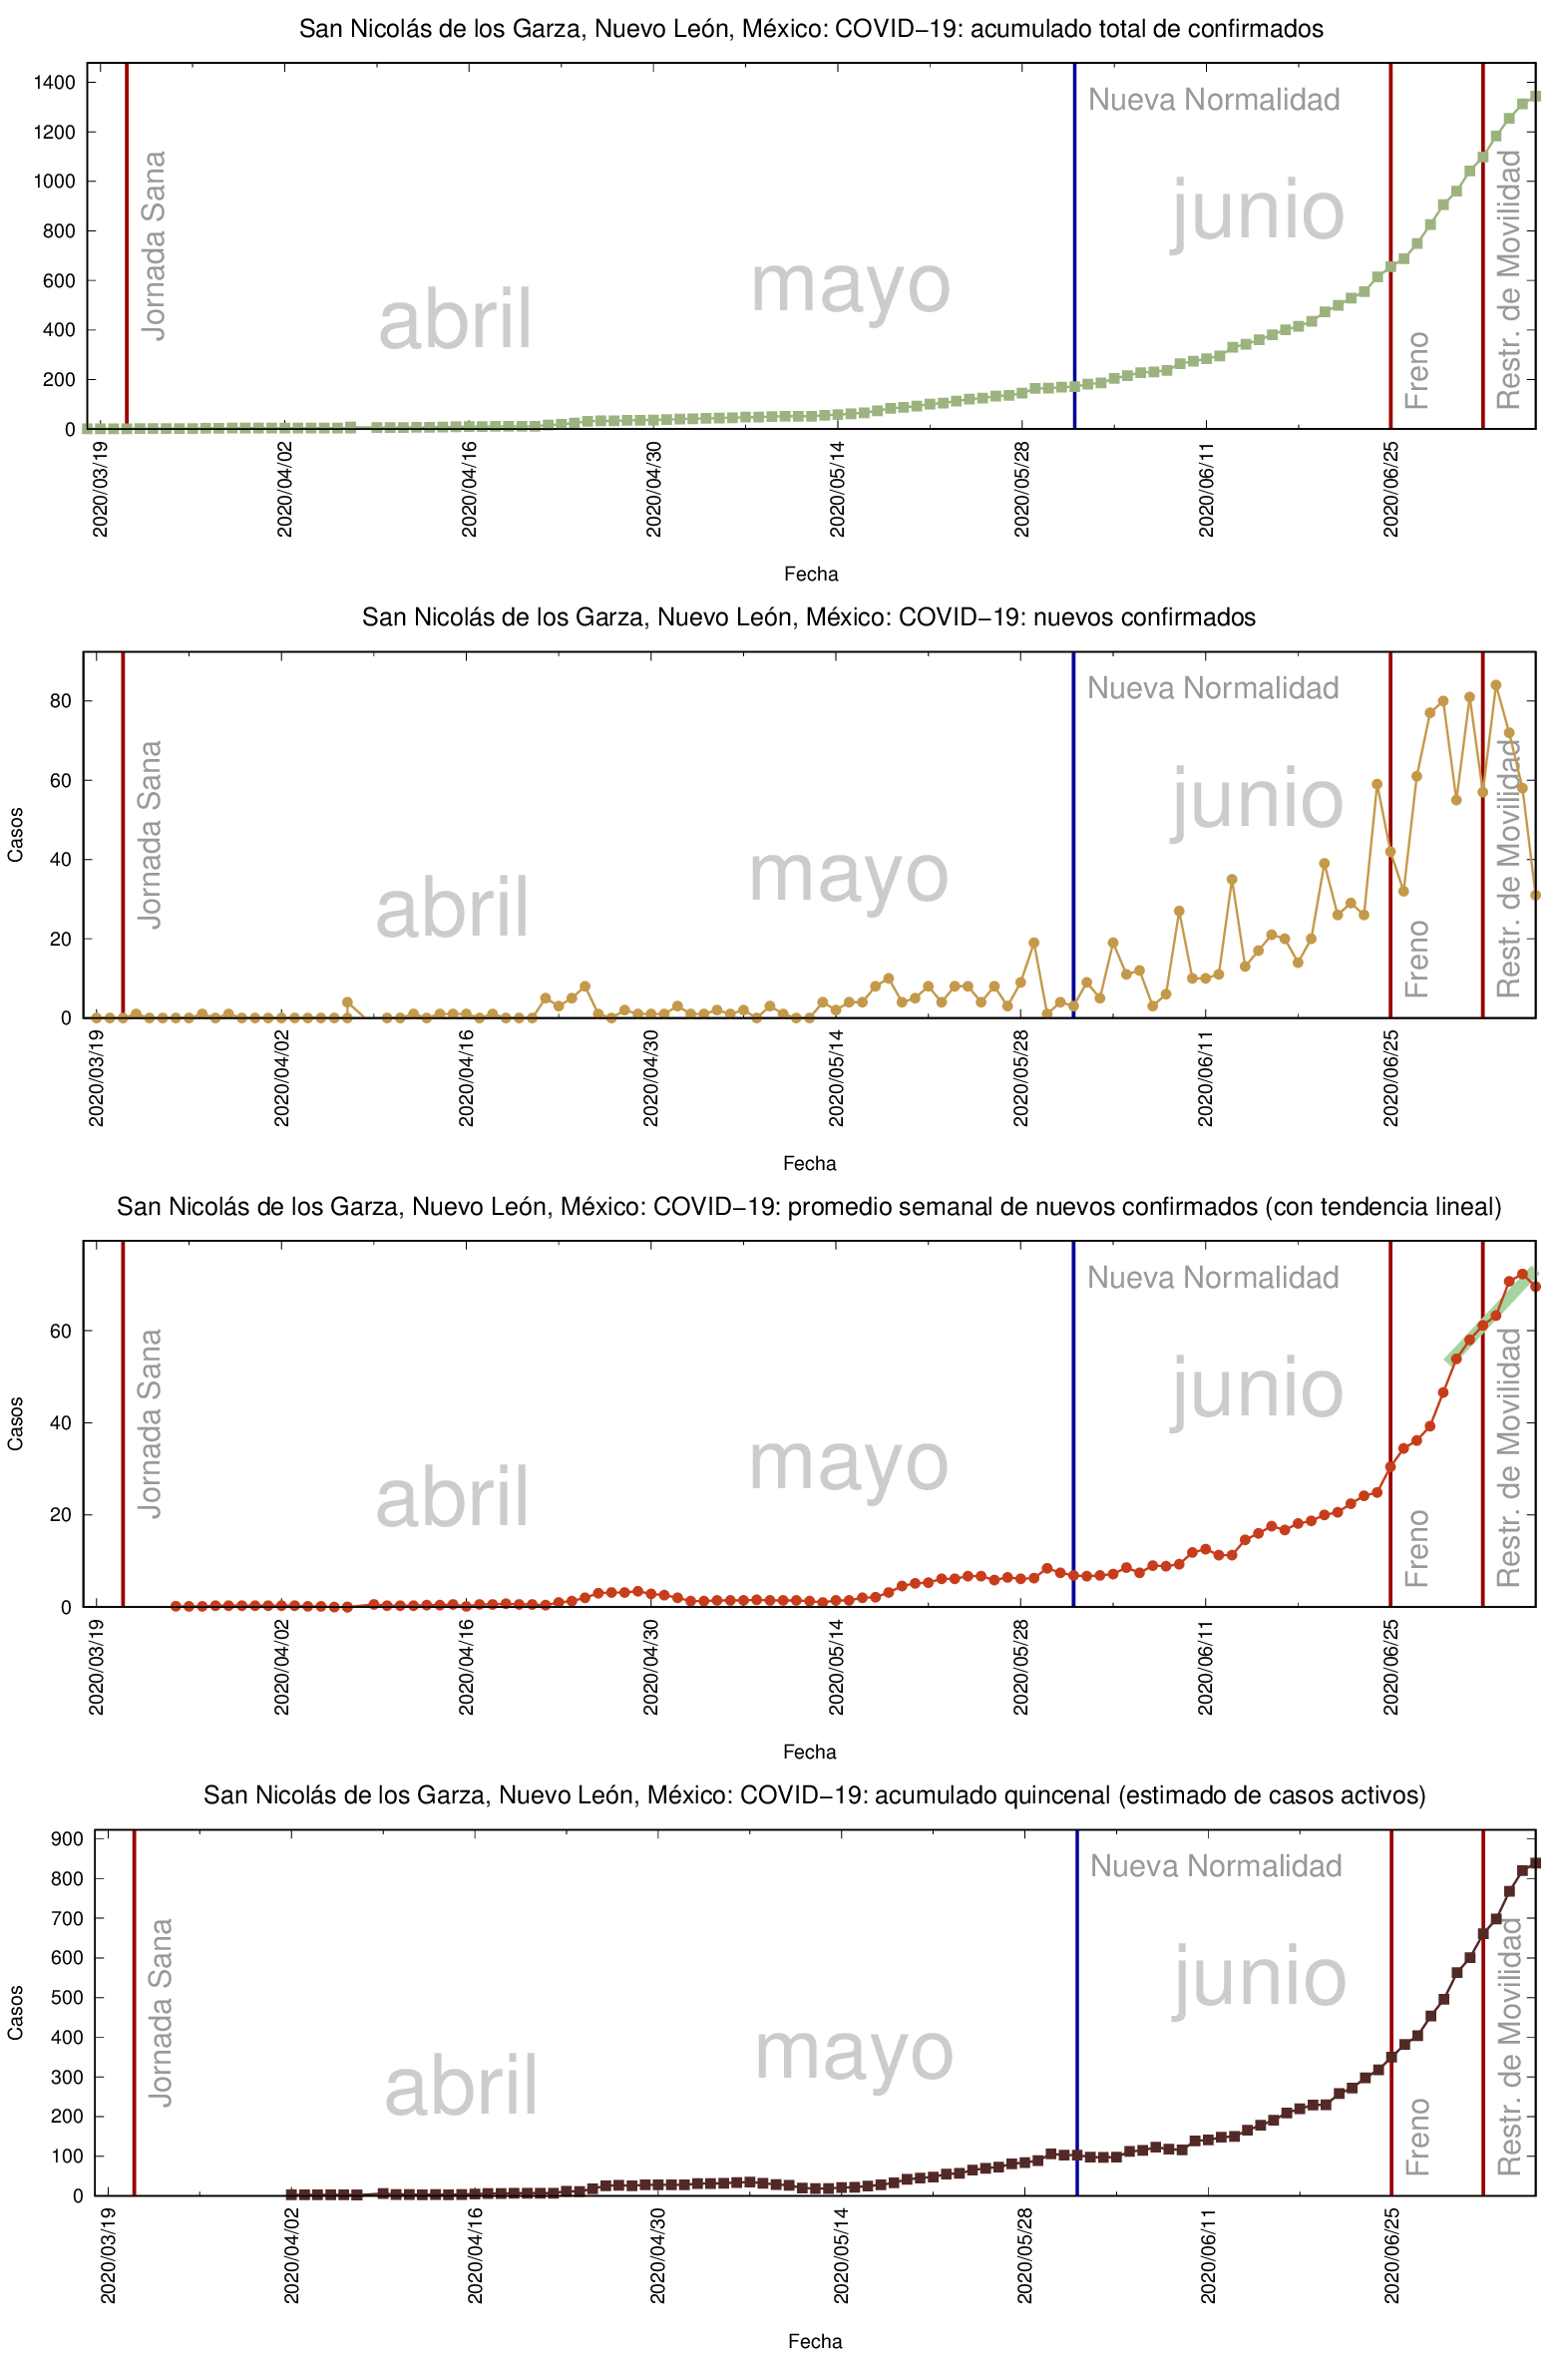 San Nicolás de los Garza, Nuevo León, México: COVID−19: acumulado total de confirmados
1400
1200
1000
800
600
400
200
0
Jornada Sana
abril
mayo
Nueva Normalidad
junio
Freno
Restr. de Movilidad
2020/03/19
2020/04/02
2020/04/16
2020/04/30
2020/05/14
2020/05/28
2020/06/11
2020/06/25
Fecha
San Nicolás de los Garza, Nuevo León, México: COVID−19: nuevos confirmados
Casos
80
60
40
20
0
Jornada Sana
abril
mayo
Nueva Normalidad
junio
Freno
Restr. de Movilidad
2020/03/19
2020/04/02
2020/04/16
2020/04/30
2020/05/14
2020/05/28
2020/06/11
2020/06/25
Fecha
San Nicolás de los Garza, Nuevo León, México: COVID−19: promedio semanal de nuevos confirmados (con tendencia lineal)
Casos
60
40
20
0
Jornada Sana
abril
mayo
Nueva Normalidad
junio
Freno
Restr. de Movilidad
2020/03/19
2020/04/02
2020/04/16
2020/04/30
2020/05/14
2020/05/28
2020/06/11
2020/06/25
Fecha
San Nicolás de los Garza, Nuevo León, México: COVID−19: acumulado quincenal (estimado de casos activos)
Casos
900
800
700
600
500
400
300
200
100
0
Jornada Sana
abril
mayo
Nueva Normalidad
junio
Freno
Restr. de Movilidad
2020/03/19
2020/04/02
2020/04/16
2020/04/30
2020/05/14
2020/05/28
2020/06/11
2020/06/25
Fecha